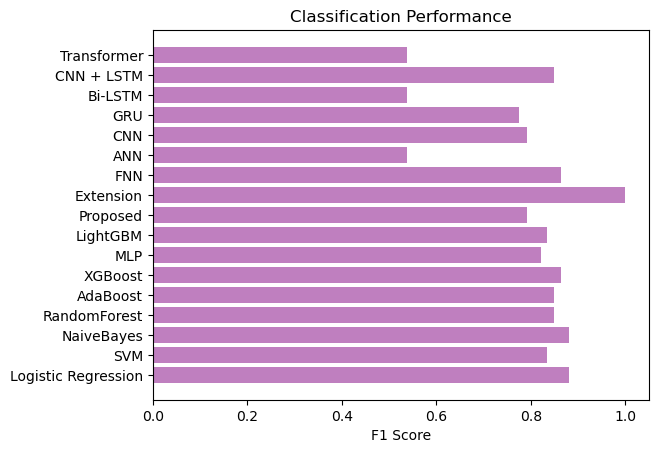 Classification Performance
Transformer
CNN + LSTM
Bi-LSTM
GRU
CNN
ANN
FNN
Extension
Proposed
LightGBM
MLP
XGBoost
AdaBoost
RandomForest
NaiveBayes
SVM
Logistic Regression
0.0 0.2 0.4 0.6 0.8 1.0
F1 Score